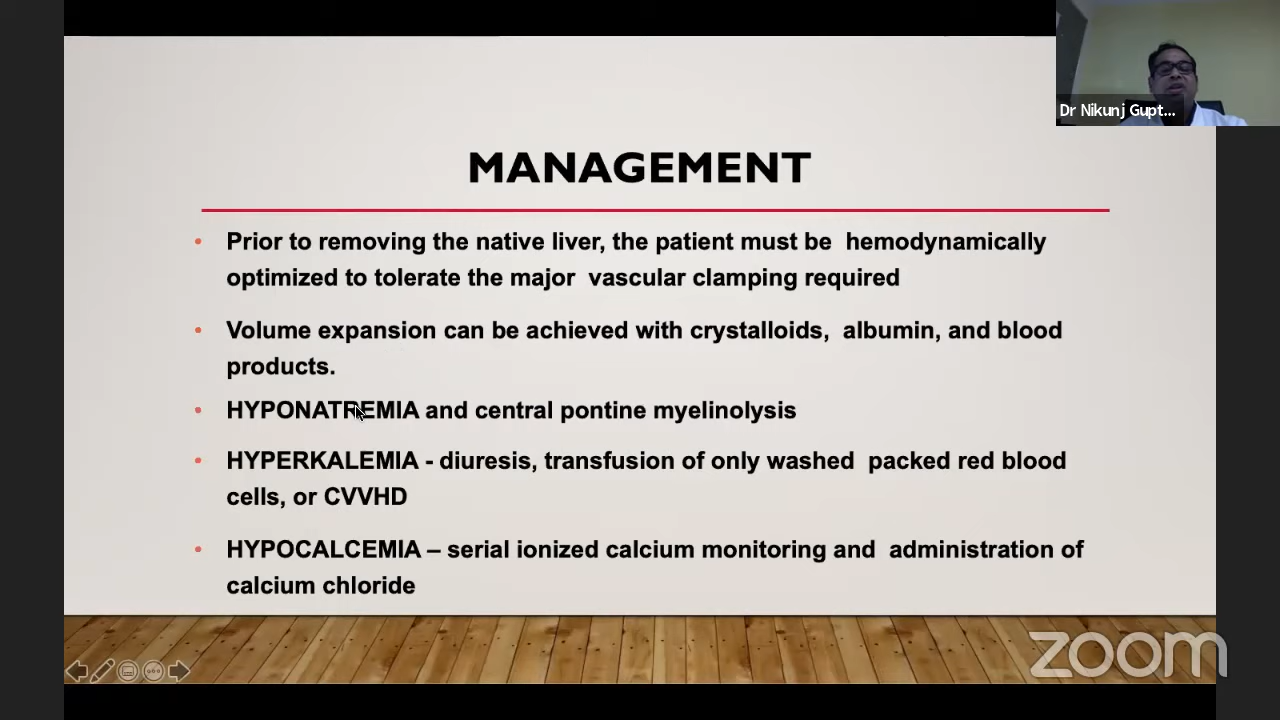 Dr Nikunj Gupt...
MANAGEMENT
• Prior to removing the native liver, the patient must be hemodynamically
optimized to tolerate the major vascular clamping required
• Volume expansion can be achieved with crystalloids, albumin, and blood
products.
• HYPONATREMIA and central pontine myelinolysis
• HYPERKALEMIA - diuresis, transfusion of only washed packed red blood
cells, or CVVHD
• HYPOCALCEMIA – serial ionized calcium monitoring and administration of
calcium chloride
zoom